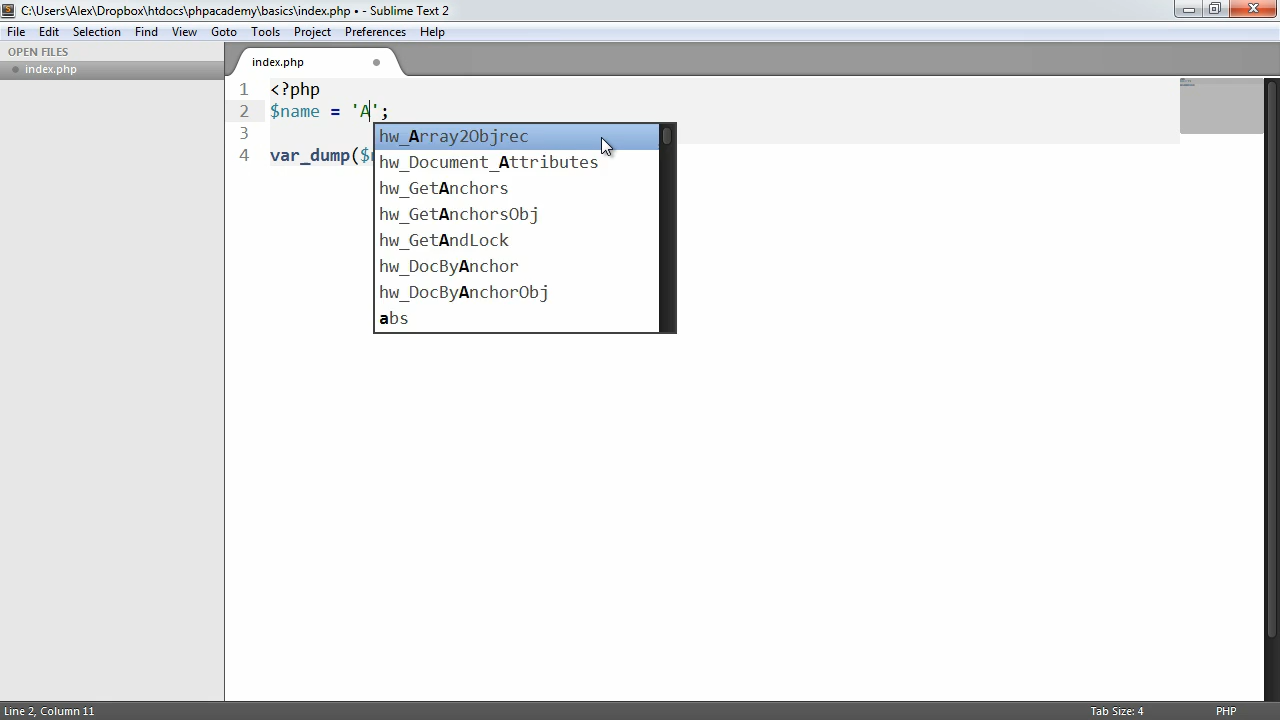 C:\Users\Alex\Dropbox\htdocs\phpacademy\basics\index.php • - Sublime Text 2
File Edit Selection Find View Goto Tools Project Preferences Help
OPEN FILES
index.php
index.php
1 <?php
2 $name = 'A';
3
4 var_dump($
hw_Array2Objrec
hw_Document_Attributes
hw_GetAnchors
hw_GetAnchorsObj
hw_GetAndLock
hw_DocByAnchor
hw_DocByAnchorObj
abs
Line 2, Column 11
Tab Size: 4
PHP